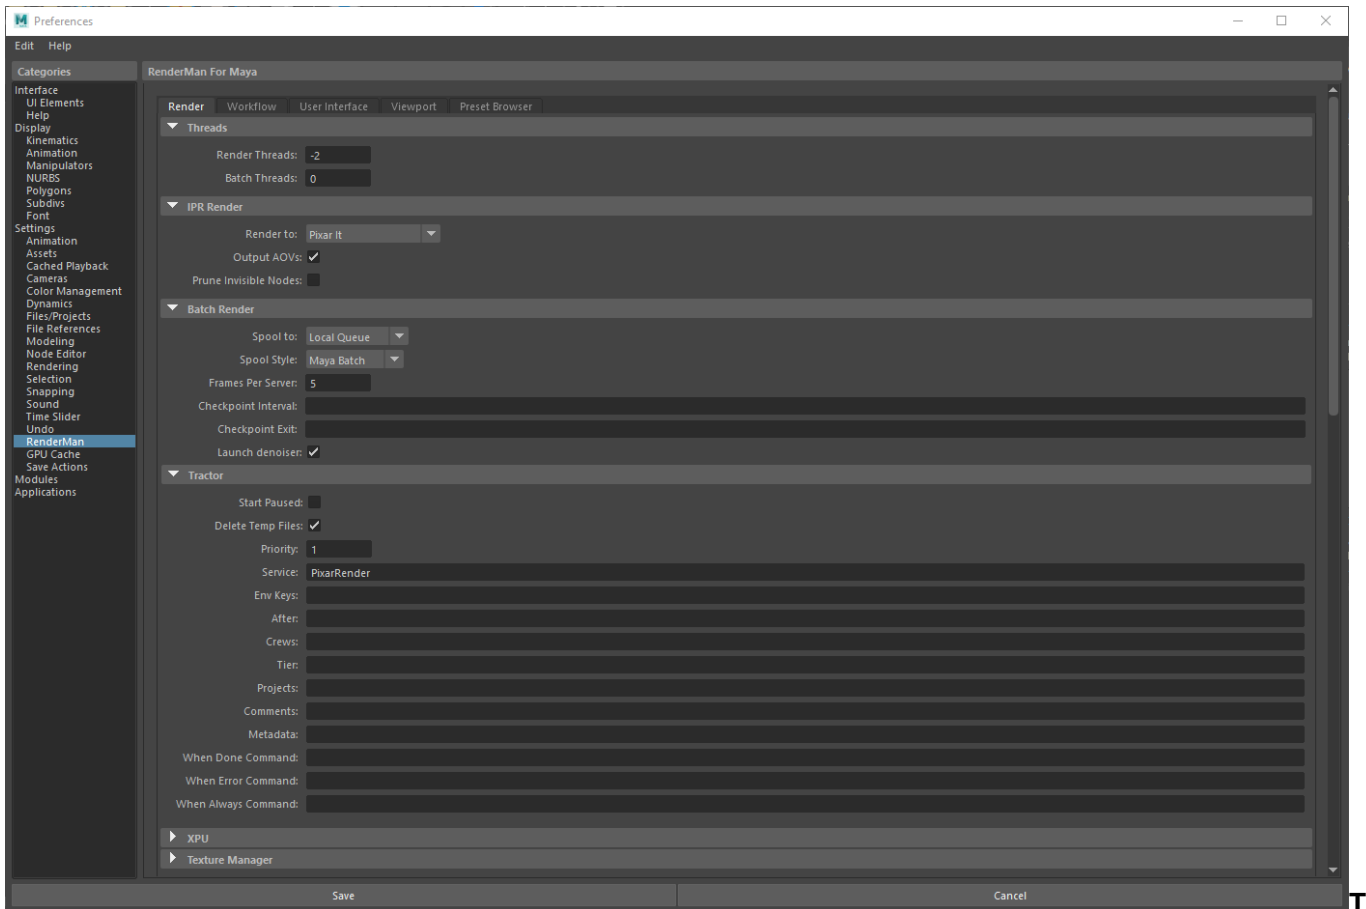 Preferences
Edit Help
Categories
Interface
UI Elements
Help
Display
Kinematics
Animation
Manipulators
NURBS
Polygons
Subdivs
Font
Settings
Animation
Assets
Cached Playback
Cameras
Color Management
Dynamics
Files/Projects
File References
Modeling
Node Editor
Rendering
Selection
Snapping
Sound
Time Slider
Undo
RenderMan
GPU Cache
Save Actions
Modules
Applications
RenderMan For Maya
Render Workflow User Interface Viewport Preset Browser
Threads
Render Threads: -2
Batch Threads: 0
IPR Render
Render to: Pixar It
Output AOVs:
Prune Invisible Nodes:
Batch Render
Spool to: Local Queue
Spool Style: Maya Batch
Frames Per Server: 5
Checkpoint Interval:
Checkpoint Exit:
Launch denoiser:
Tractor
Start Paused:
Delete Temp Files:
Priority: 1
Service: PixarRender
Env Keys:
After:
Crews:
Tier:
Projects:
Comments:
Metadata:
When Done Command:
When Error Command:
When Always Command:
XPU
Texture Manager
Save Cancel
T